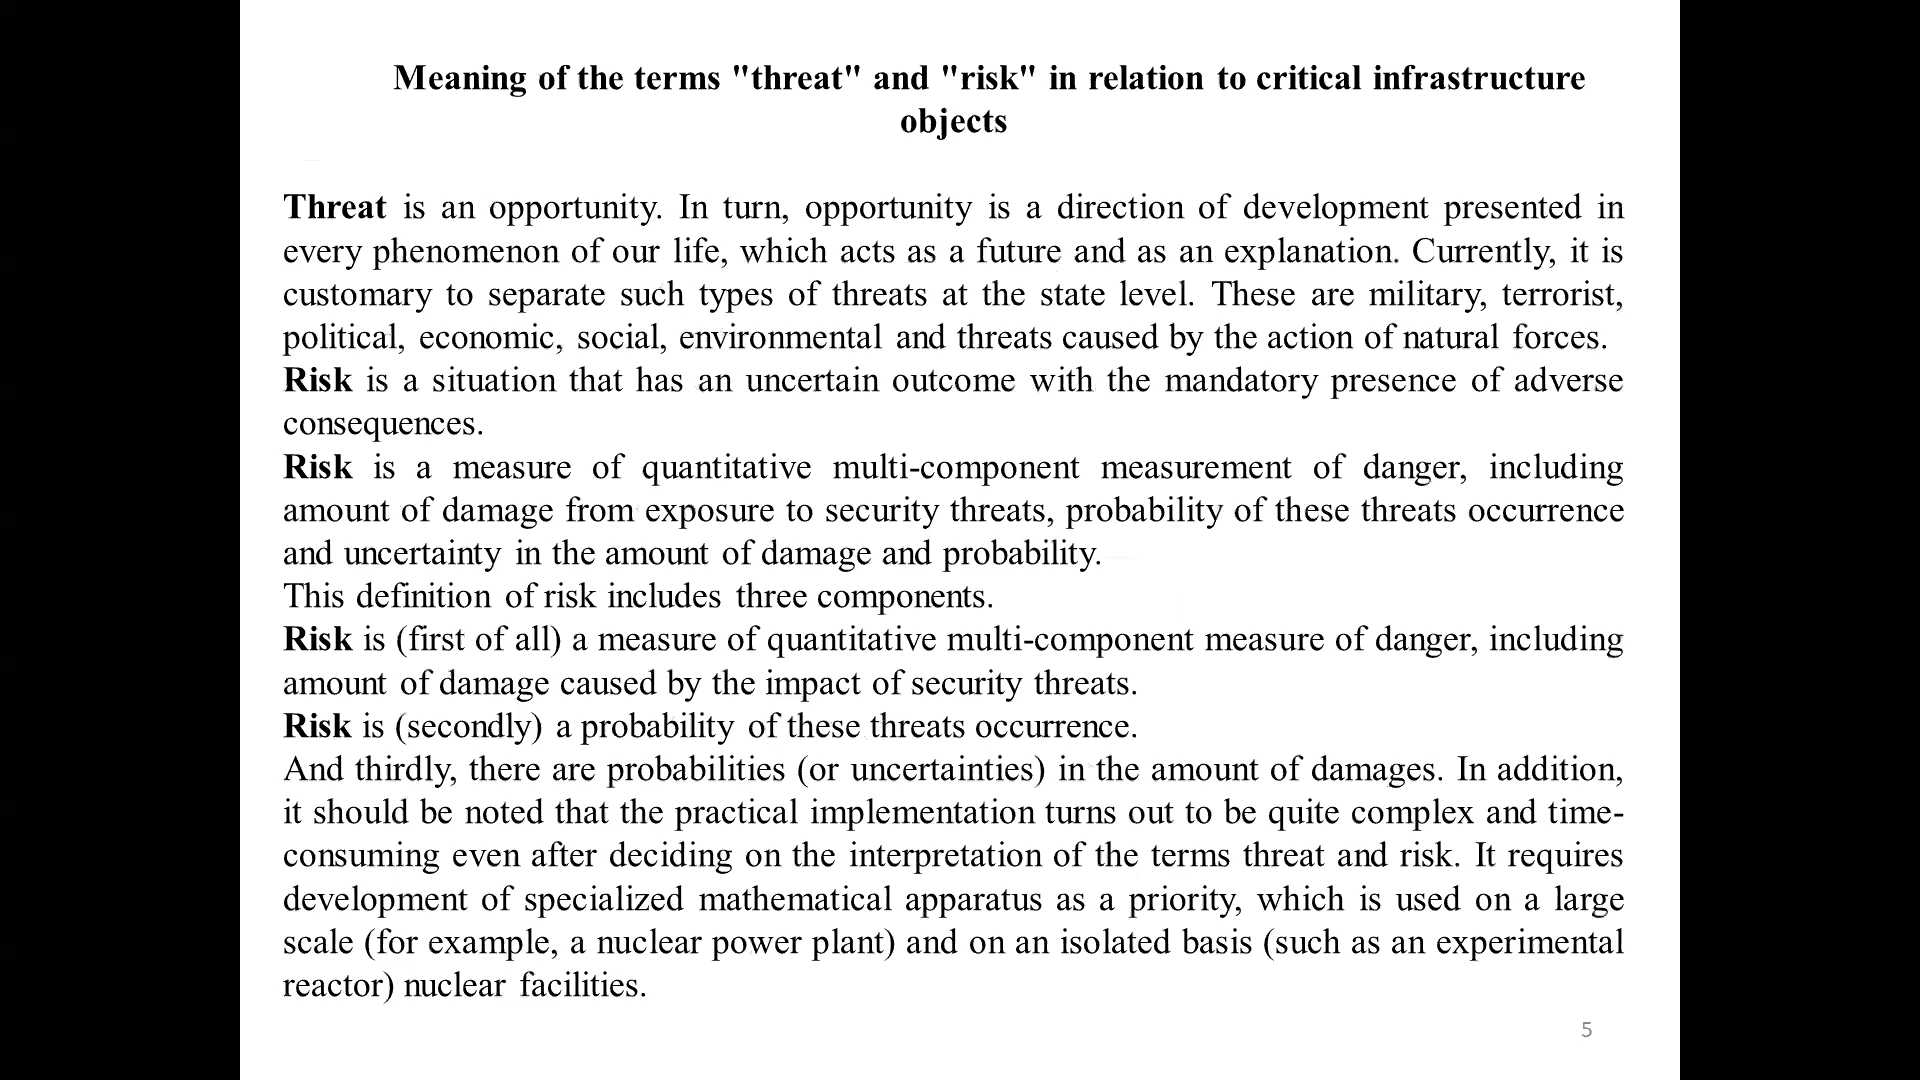 Meaning of the terms "threat" and "risk" in relation to critical infrastructure
objects
Threat is an opportunity. In turn, opportunity is a direction of development presented in
every phenomenon of our life, which acts as a future and as an explanation. Currently, it is
customary to separate such types of threats at the state level. These are military, terrorist,
political, economic, social, environmental and threats caused by the action of natural forces.
Risk is a situation that has an uncertain outcome with the mandatory presence of adverse
consequences.
Risk is a measure of quantitative multi-component measurement of danger, including
amount of damage from exposure to security threats, probability of these threats occurrence
and uncertainty in the amount of damage and probability.
This definition of risk includes three components.
Risk is (first of all) a measure of quantitative multi-component measure of danger, including
amount of damage caused by the impact of security threats.
Risk is (secondly) a probability of these threats occurrence.
And thirdly, there are probabilities (or uncertainties) in the amount of damages. In addition,
it should be noted that the practical implementation turns out to be quite complex and time-
consuming even after deciding on the interpretation of the terms threat and risk. It requires
development of specialized mathematical apparatus as a priority, which is used on a large
scale (for example, a nuclear power plant) and on an isolated basis (such as an experimental
reactor) nuclear facilities.
5